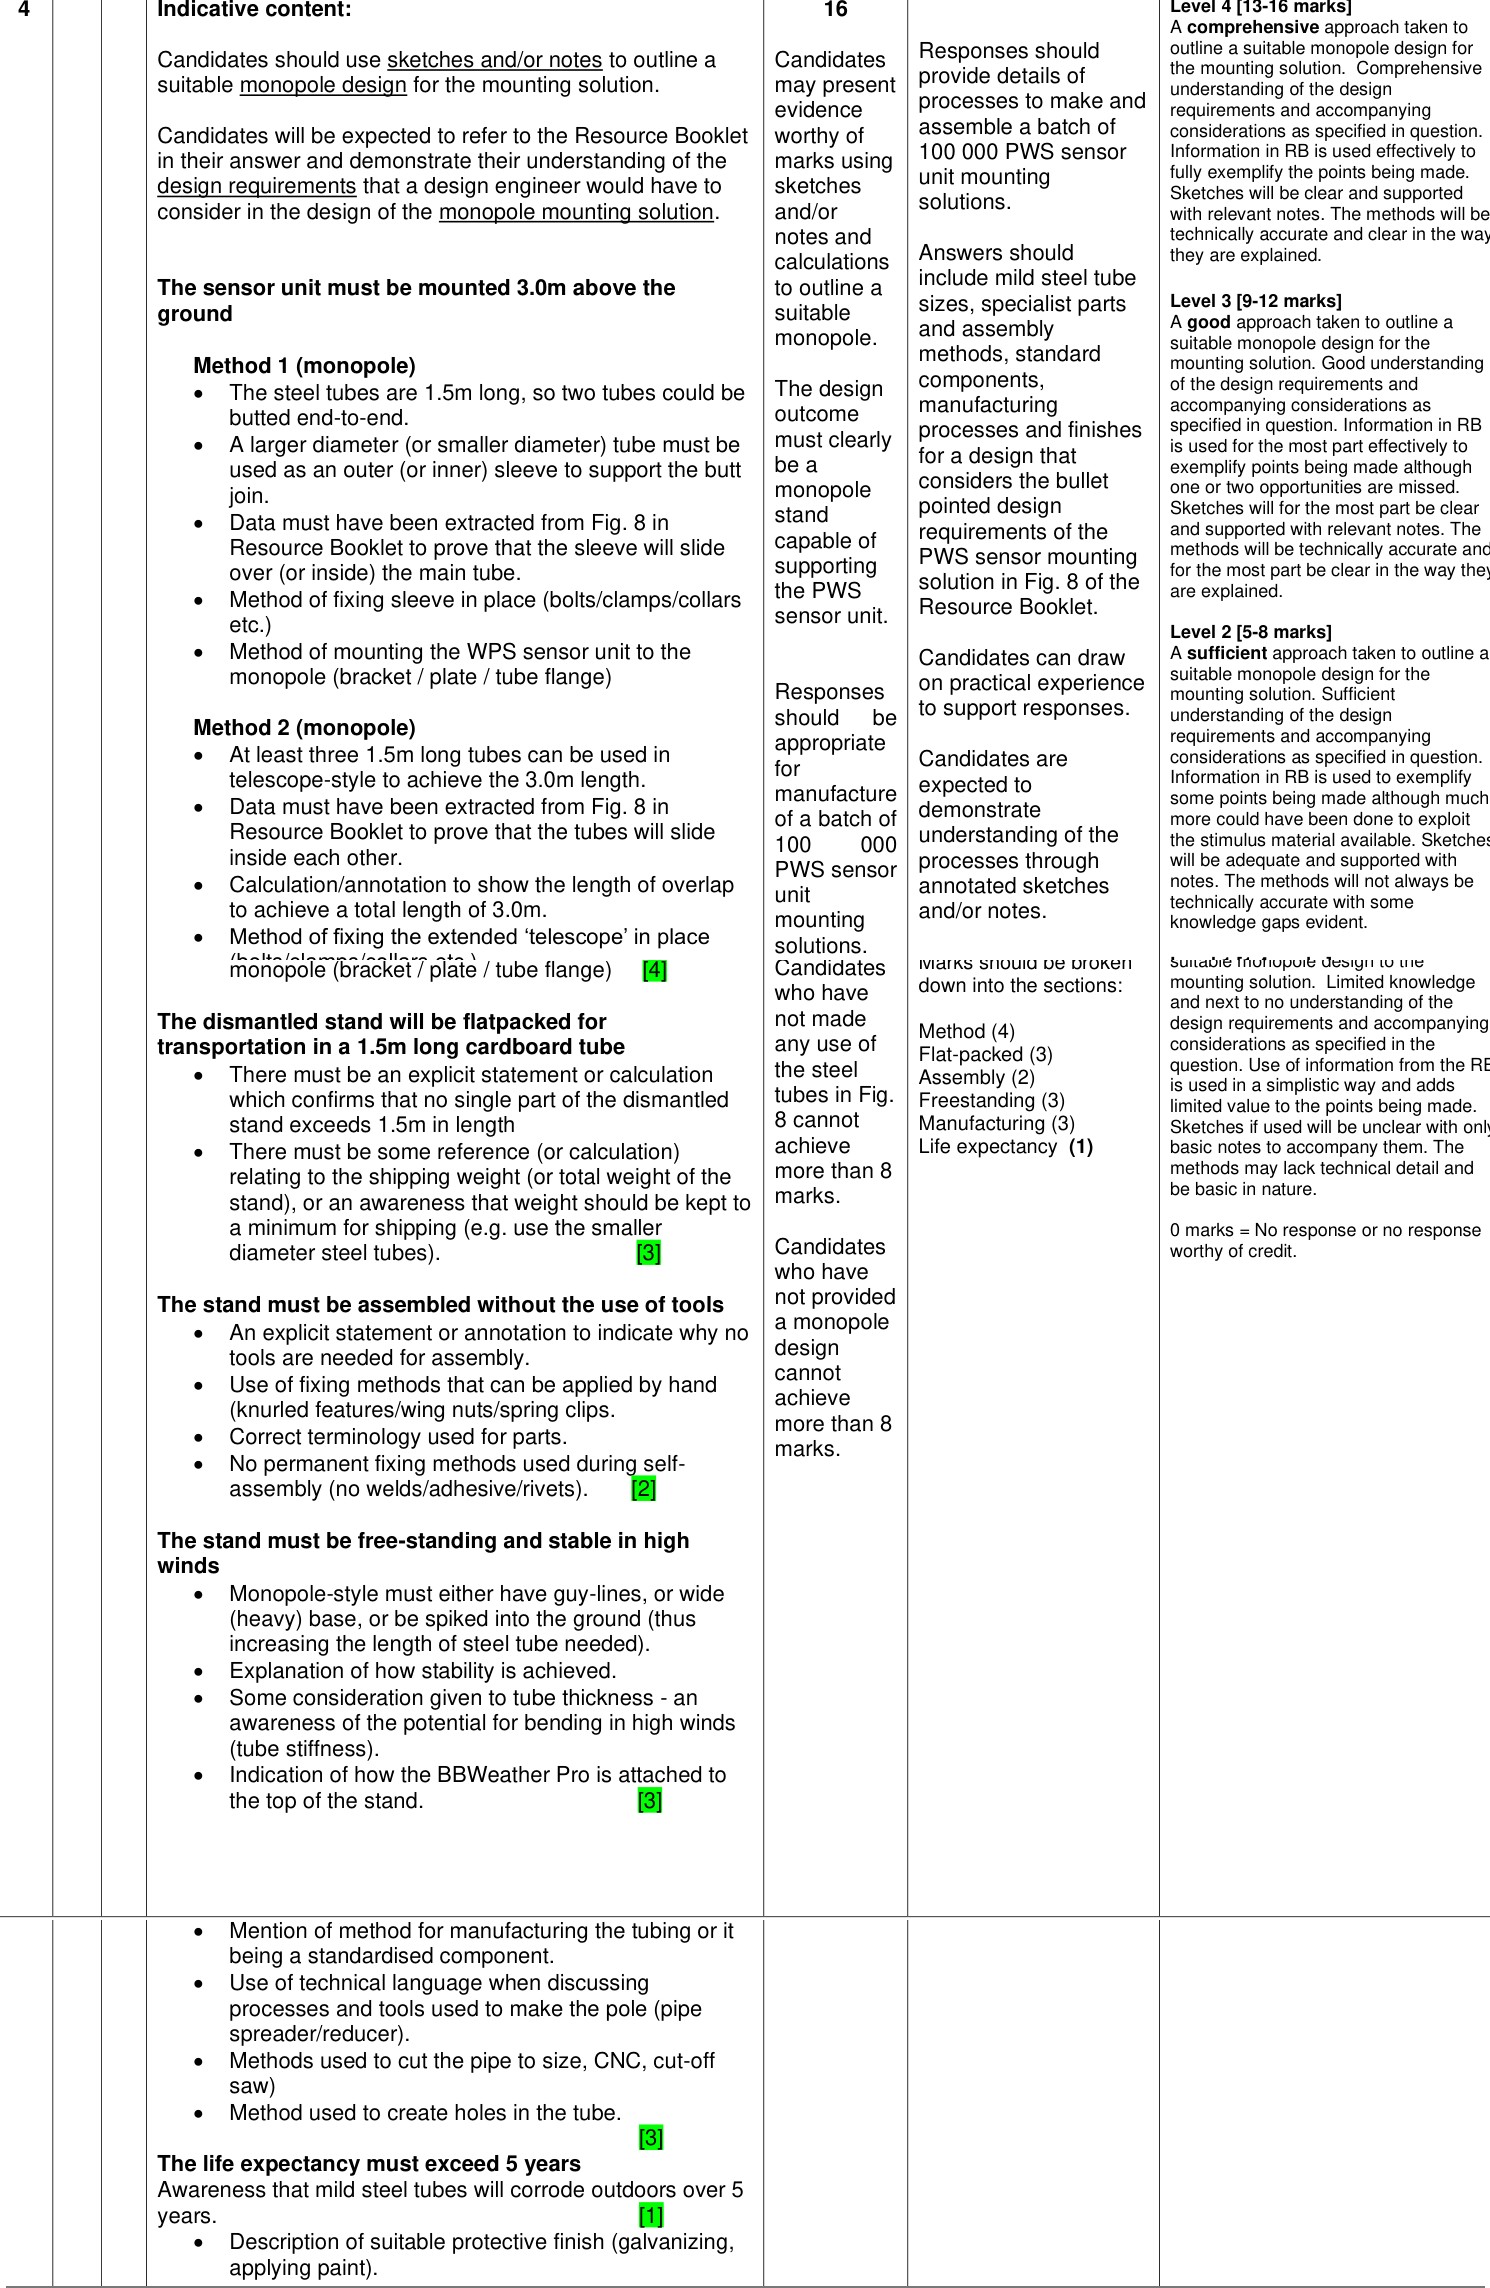 4
Indicative content:
Candidates should use sketches and/or notes to outline a
suitable monopole design for the mounting solution.
Candidates will be expected to refer to the Resource Booklet
in their answer and demonstrate their understanding of the
design requirements that a design engineer would have to
consider in the design of the monopole mounting solution.
The sensor unit must be mounted 3.0m above the
ground
Method 1 (monopole)
• The steel tubes are 1.5m long, so two tubes could be
butted end-to-end.
• A larger diameter (or smaller diameter) tube must be
used as an outer (or inner) sleeve to support the butt
join.
• Data must have been extracted from Fig. 8 in
Resource Booklet to prove that the sleeve will slide
over (or inside) the main tube.
• Method of fixing sleeve in place (bolts/clamps/collars
etc.)
• Method of mounting the WPS sensor unit to the
monopole (bracket / plate / tube flange)
Method 2 (monopole)
• At least three 1.5m long tubes can be used in
telescope-style to achieve the 3.0m length.
• Data must have been extracted from Fig. 8 in
Resource Booklet to prove that the tubes will slide
inside each other.
• Calculation/annotation to show the length of overlap
to achieve a total length of 3.0m.
• Method of fixing the extended ‘telescope’ in place
(bolts/clamps/collars etc.)
monopole (bracket / plate / tube flange) [4]
The dismantled stand will be flatpacked for
transportation in a 1.5m long cardboard tube
• There must be an explicit statement or calculation
which confirms that no single part of the dismantled
stand exceeds 1.5m in length
• There must be some reference (or calculation)
relating to the shipping weight (or total weight of the
stand), or an awareness that weight should be kept to
a minimum for shipping (e.g. use the smaller
diameter steel tubes). [3]
The stand must be assembled without the use of tools
• An explicit statement or annotation to indicate why no
tools are needed for assembly.
• Use of fixing methods that can be applied by hand
(knurled features/wing nuts/spring clips.
• Correct terminology used for parts.
• No permanent fixing methods used during self-
assembly (no welds/adhesive/rivets). [2]
The stand must be free-standing and stable in high
winds
• Monopole-style must either have guy-lines, or wide
(heavy) base, or be spiked into the ground (thus
increasing the length of steel tube needed).
• Explanation of how stability is achieved.
• Some consideration given to tube thickness - an
awareness of the potential for bending in high winds
(tube stiffness).
• Indication of how the BBWeather Pro is attached to
the top of the stand. [3]
• Mention of method for manufacturing the tubing or it
being a standardised component.
• Use of technical language when discussing
processes and tools used to make the pole (pipe
spreader/reducer).
• Methods used to cut the pipe to size, CNC, cut-off
saw)
• Method used to create holes in the tube.
[3]
The life expectancy must exceed 5 years
Awareness that mild steel tubes will corrode outdoors over 5
years. [1]
• Description of suitable protective finish (galvanizing,
applying paint).
16
Candidates
may present
evidence
worthy of
marks using
sketches
and/or
notes and
calculations
to outline a
suitable
monopole.
The design
outcome
must clearly
be a
monopole
stand
capable of
supporting
the PWS
sensor unit.
Responses
should be
appropriate
for
manufacture
of a batch of
100 000
PWS sensor
unit
mounting
solutions.
Candidates
who have
not made
any use of
the steel
tubes in Fig.
8 cannot
achieve
more than 8
marks.
Candidates
who have
not provided
a monopole
design
cannot
achieve
more than 8
marks.
Responses should
provide details of
processes to make and
assemble a batch of
100 000 PWS sensor
unit mounting
solutions.
Answers should
include mild steel tube
sizes, specialist parts
and assembly
methods, standard
components,
manufacturing
processes and finishes
for a design that
considers the bullet
pointed design
requirements of the
PWS sensor mounting
solution in Fig. 8 of the
Resource Booklet.
Candidates can draw
on practical experience
to support responses.
Candidates are
expected to
demonstrate
understanding of the
processes through
annotated sketches
and/or notes.
Marks should be broken
down into the sections:
Method (4)
Flat-packed (3)
Assembly (2)
Freestanding (3)
Manufacturing (3)
Life expectancy (1)
Level 4 [13-16 marks]
A comprehensive approach taken to
outline a suitable monopole design for
the mounting solution. Comprehensive
understanding of the design
requirements and accompanying
considerations as specified in question.
Information in RB is used effectively to
fully exemplify the points being made.
Sketches will be clear and supported
with relevant notes. The methods will be
technically accurate and clear in the way
they are explained.
Level 3 [9-12 marks]
A good approach taken to outline a
suitable monopole design for the
mounting solution. Good understanding
of the design requirements and
accompanying considerations as
specified in question. Information in RB
is used for the most part effectively to
exemplify points being made although
one or two opportunities are missed.
Sketches will for the most part be clear
and supported with relevant notes. The
methods will be technically accurate and
for the most part be clear in the way they
are explained.
Level 2 [5-8 marks]
A sufficient approach taken to outline a
suitable monopole design for the
mounting solution. Sufficient
understanding of the design
requirements and accompanying
considerations as specified in question.
Information in RB is used to exemplify
some points being made although much
more could have been done to exploit
the stimulus material available. Sketches
will be adequate and supported with
notes. The methods will not always be
technically accurate with some
knowledge gaps evident.
suitable monopole design to the
mounting solution. Limited knowledge
and next to no understanding of the
design requirements and accompanying
considerations as specified in the
question. Use of information from the RB
is used in a simplistic way and adds
limited value to the points being made.
Sketches if used will be unclear with only
basic notes to accompany them. The
methods may lack technical detail and
be basic in nature.
0 marks = No response or no response
worthy of credit.